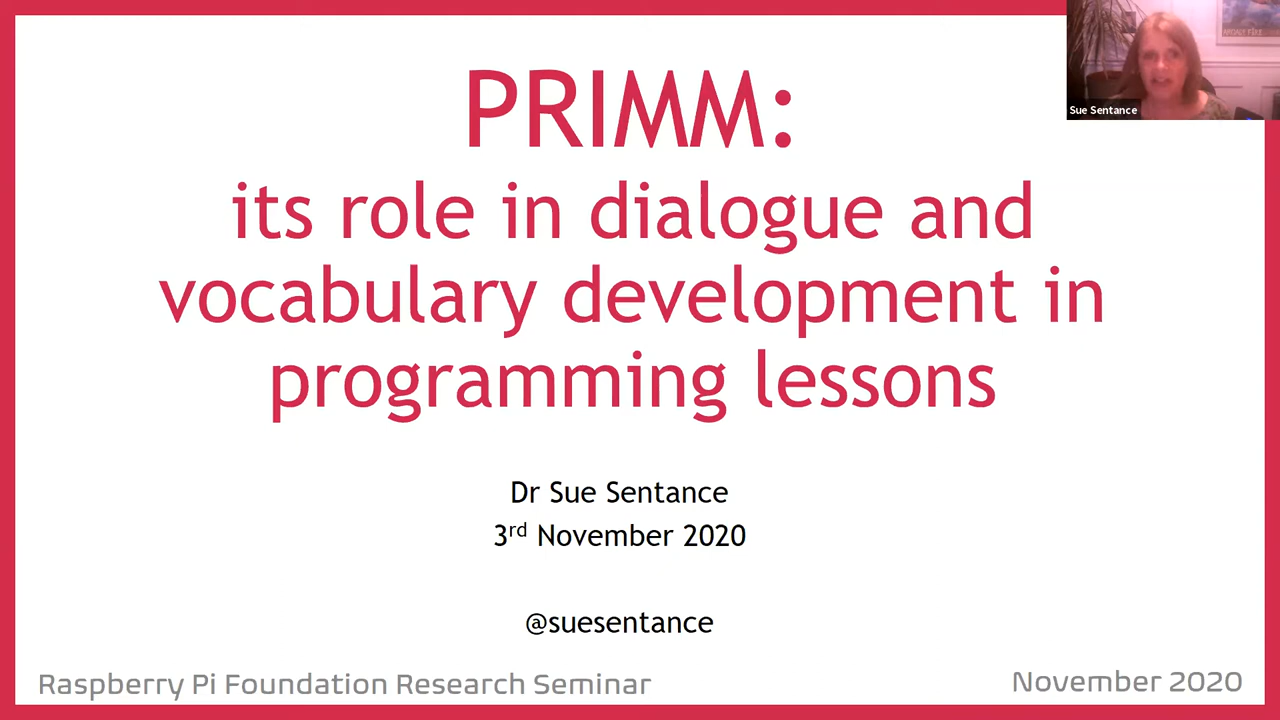 PRIMM:
its role in dialogue and
vocabulary development in
programming lessons
Sue Sentance
Dr Sue Sentance
3rd November 2020
@suesentance
Raspberry Pi Foundation Research Seminar
November 2020